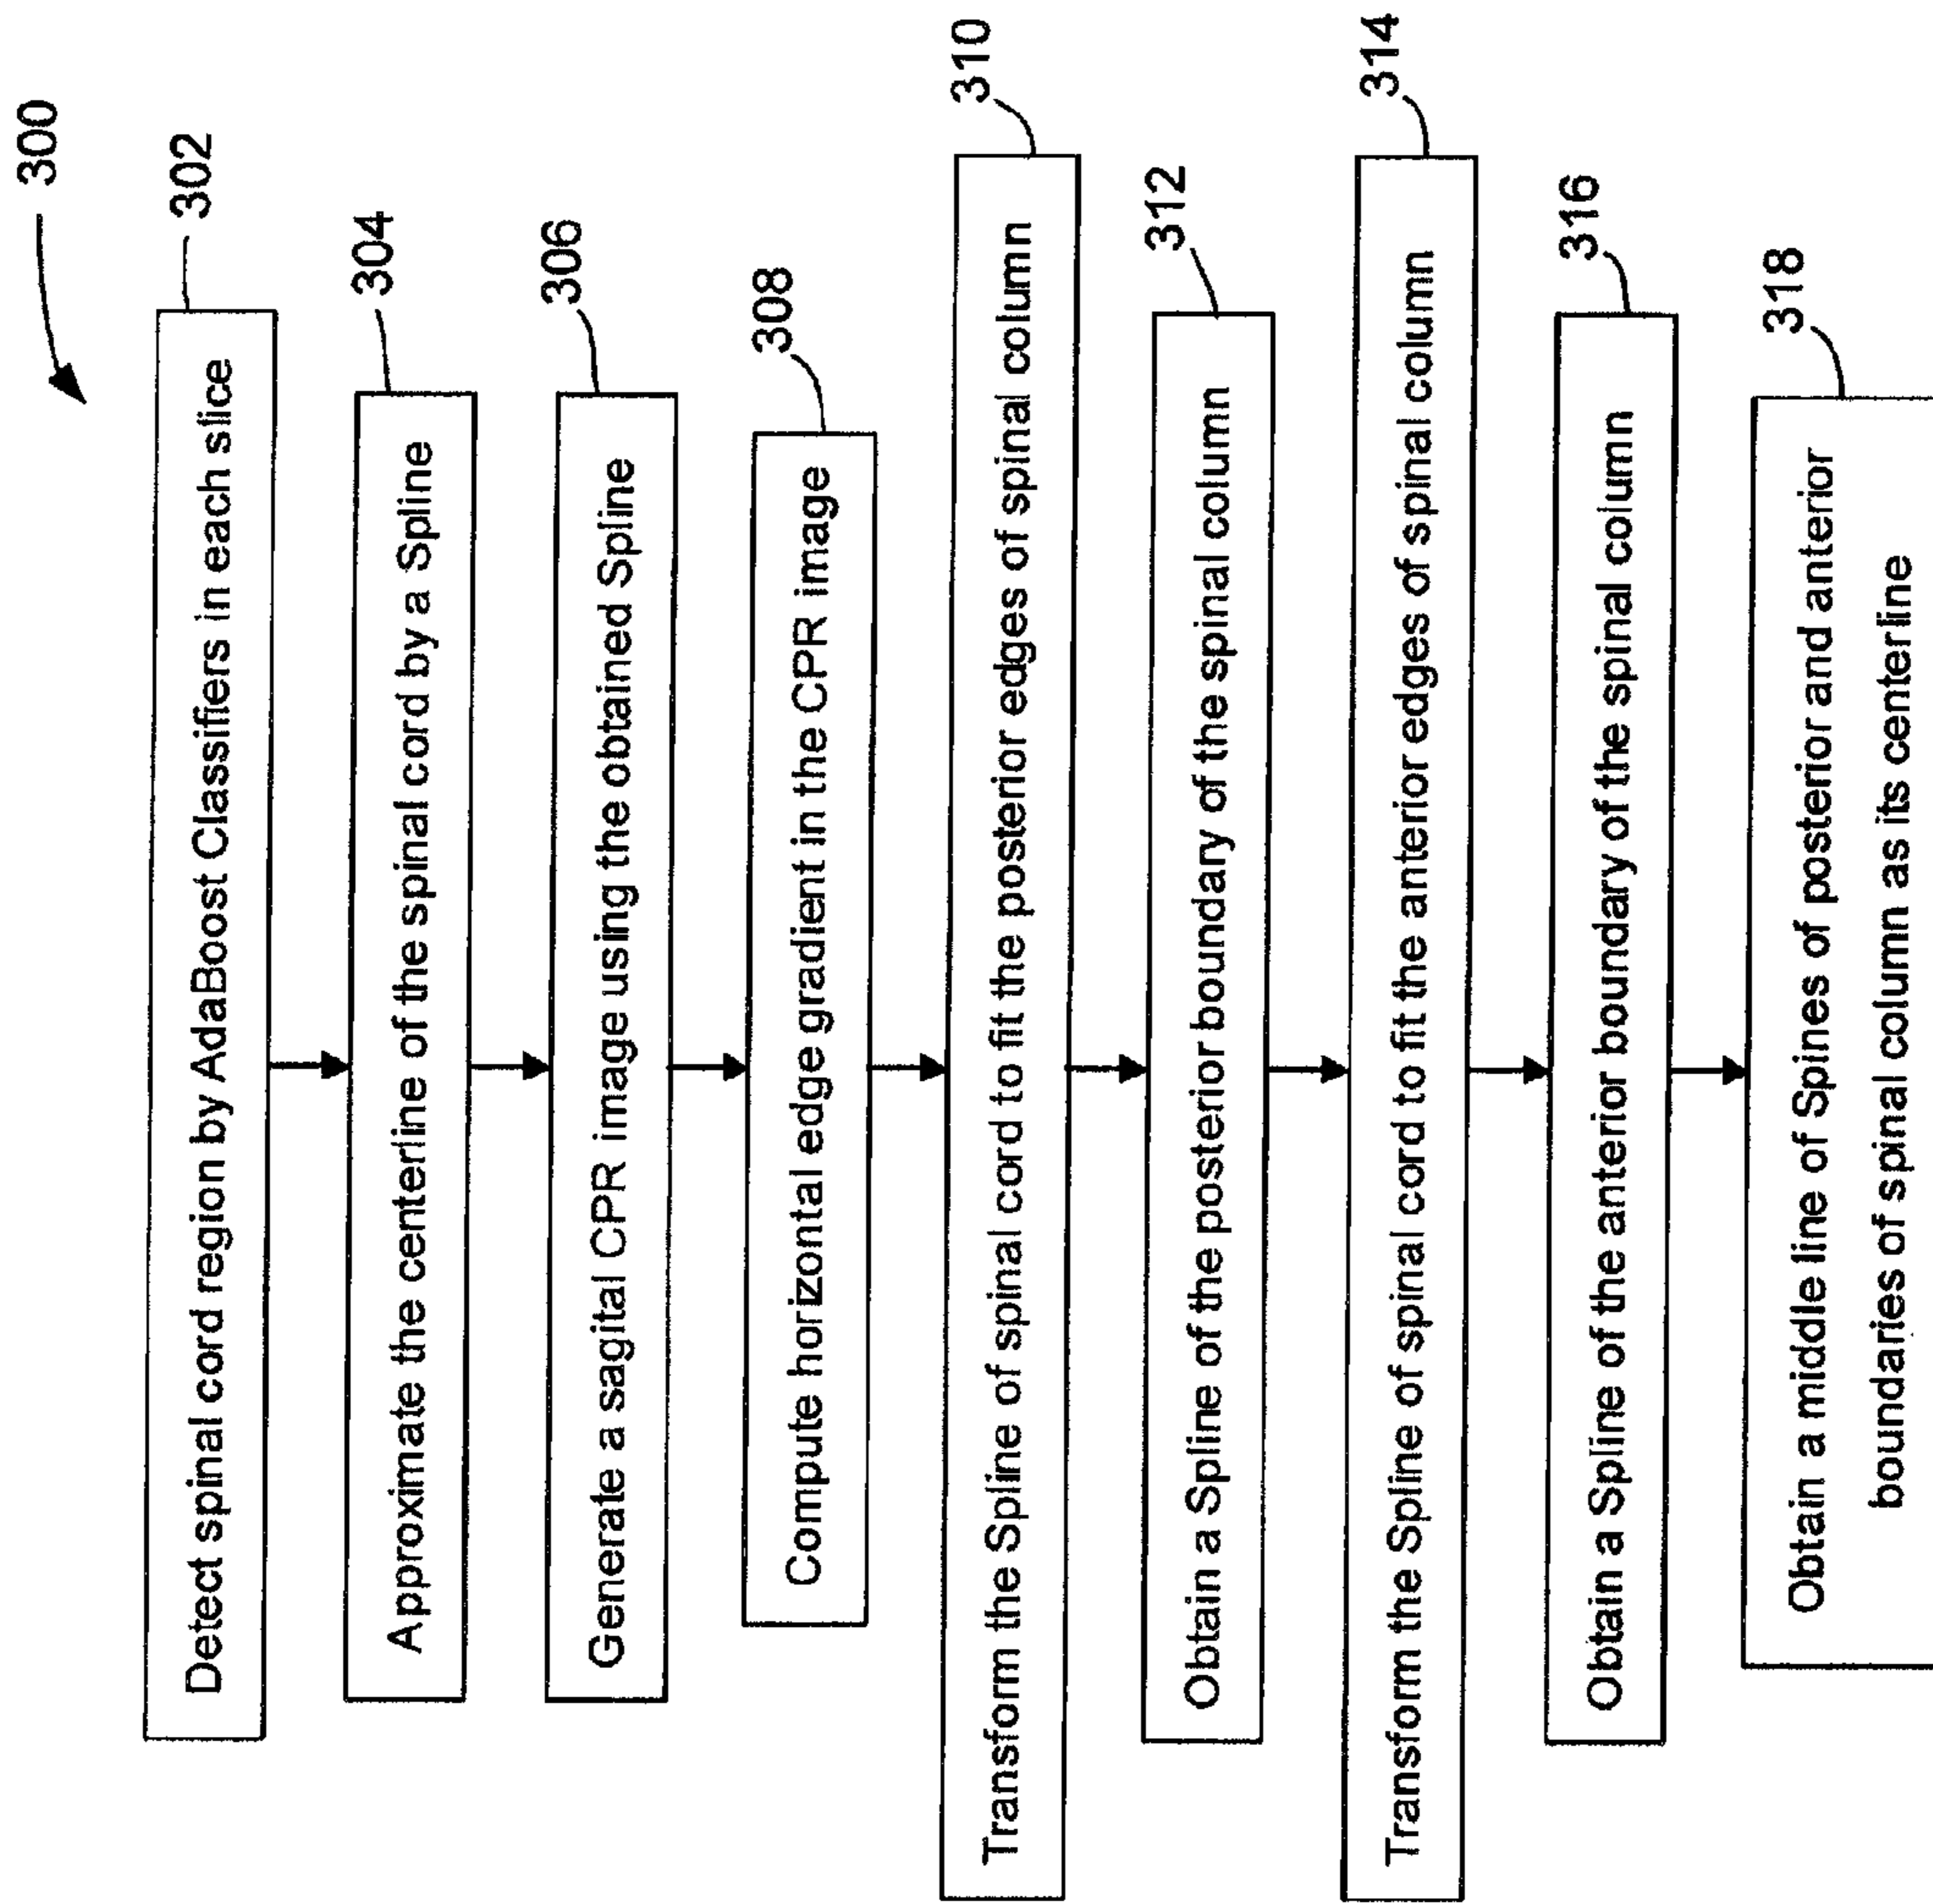 300
Detect spinal cord region by AdaBoost Classifiers in each slice
302
Approximate the centerline of the spinal cord by a Spline
304
Generate a sagital CPR image using the obtained Spline
306
Compute horizontal edge gradient in the CPR image
308
Transform the Spline of spinal cord to fit the posterior edges of spinal column
310
Obtain a Spline of the posterior boundary of the spinal column
312
Transform the Spline of spinal cord to fit the anterior edges of spinal column
314
Obtain a Spline of the anterior boundary of the spinal column
316
Obtain a middle line of Spines of posterior and anterior
boundaries of spinal column as its centerline
318